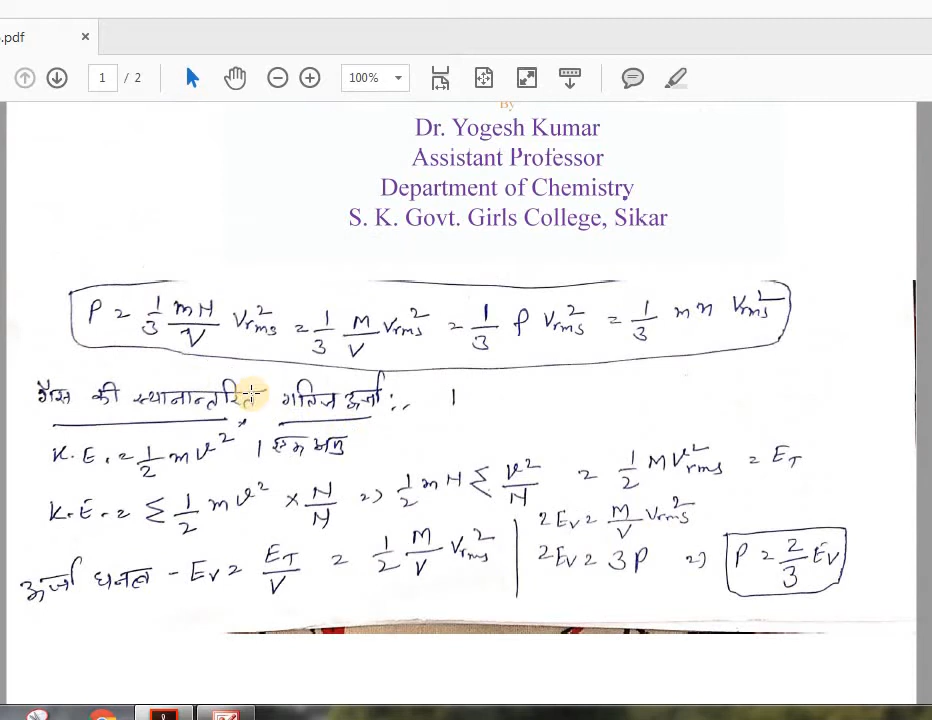 .pdf
1 / 2
100%
By
Dr. Yogesh Kumar
Assistant Professor
Department of Chemistry
S. K. Govt. Girls College, Sikar
P = 1/3 mN/V Vrms² = 1/3 M/V Vrms² = 1/3 ρ Vrms² = 1/3 mn Vrms²
गैस की स्थानान्तरित गतिज ऊर्जा :-
K.E. = 1/2 mv² , 1 एक अणु
K.E. = Σ 1/2 mv² × N/N => 1/2 mN Σ v²/N = 1/2 MVrms² = ET
ऊर्जा घनत्व - EV = ET/V = 1/2 M/V Vrms²
2EV = M/V Vrms²
2EV = 3P => P = 2/3 EV